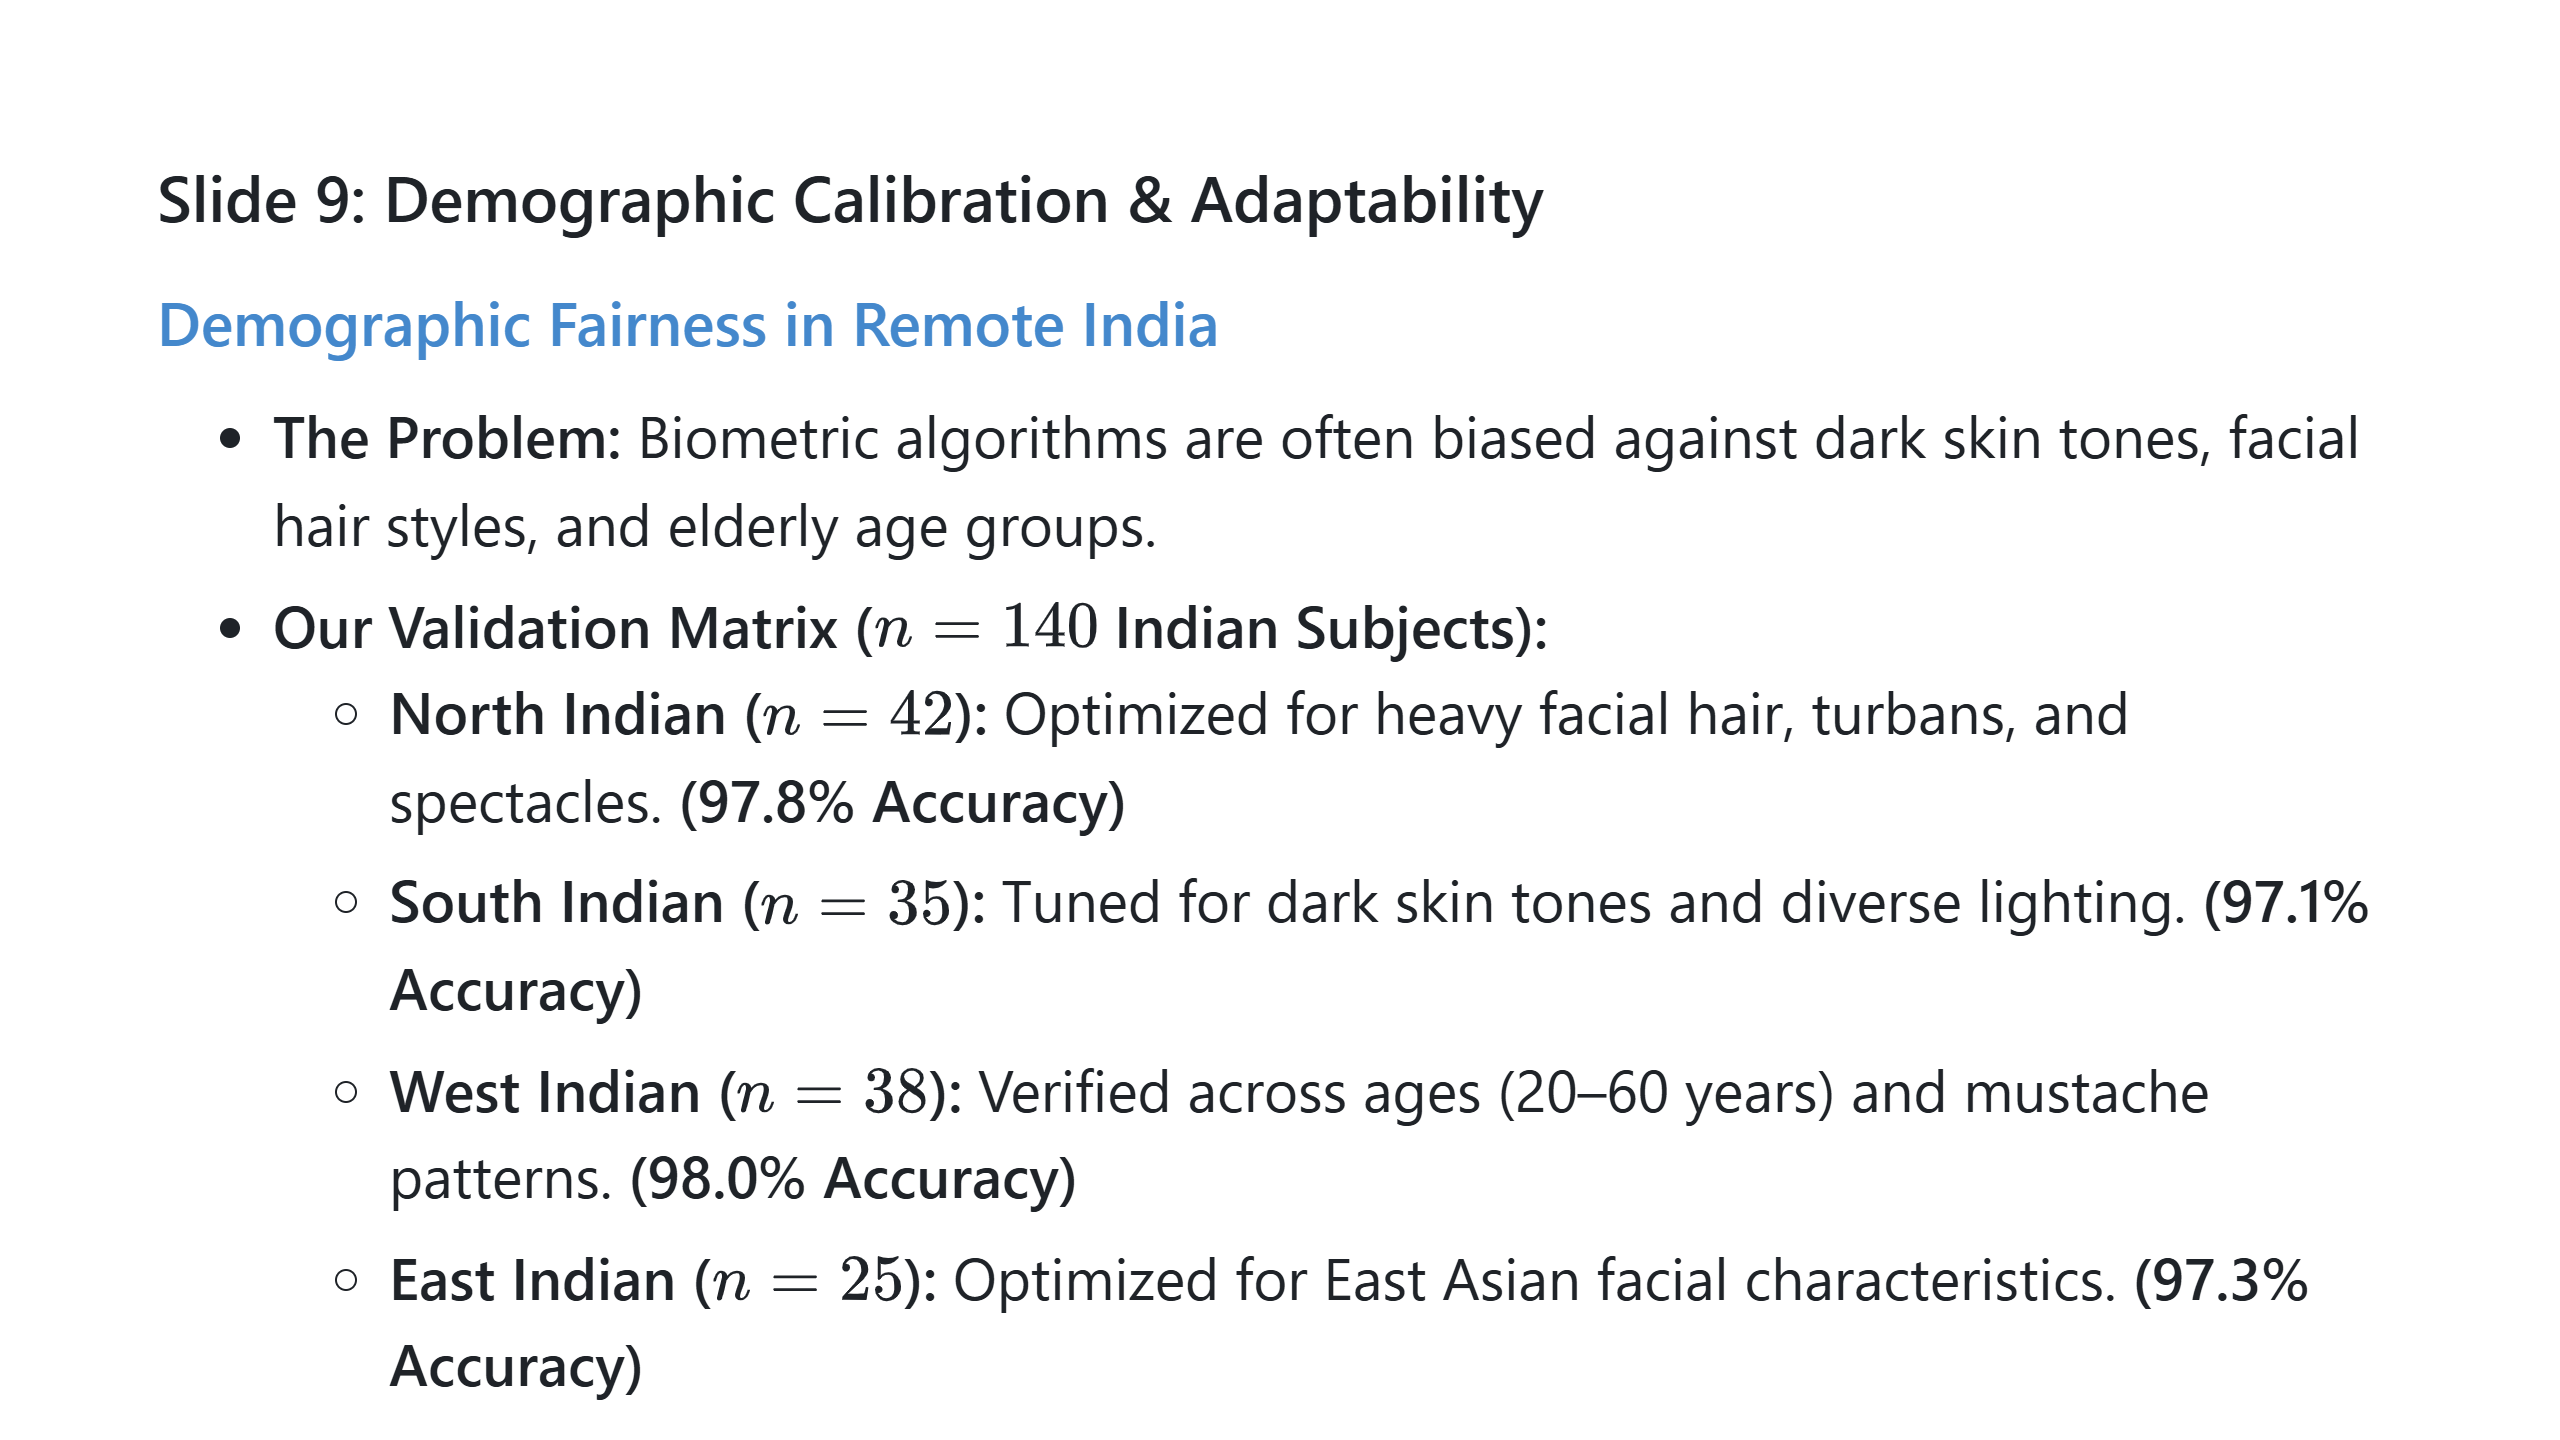 Slide 9: Demographic Calibration & Adaptability
Demographic Fairness in Remote India
• The Problem: Biometric algorithms are often biased against dark skin tones, facial
hair styles, and elderly age groups.
• Our Validation Matrix (n = 140 Indian Subjects):
○ North Indian (n = 42): Optimized for heavy facial hair, turbans, and
spectacles. (97.8% Accuracy)
○ South Indian (n = 35): Tuned for dark skin tones and diverse lighting. (97.1%
Accuracy)
○ West Indian (n = 38): Verified across ages (20–60 years) and mustache
patterns. (98.0% Accuracy)
○ East Indian (n = 25): Optimized for East Asian facial characteristics. (97.3%
Accuracy)